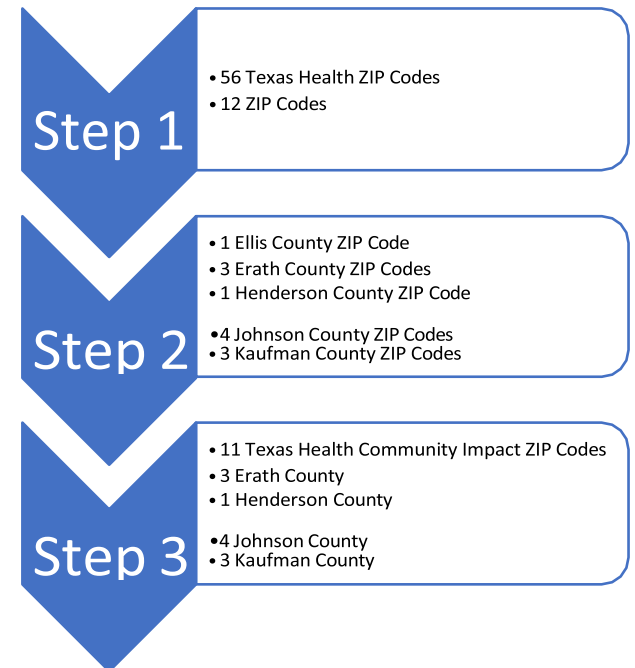 Step 1
• 56 Texas Health ZIP Codes
• 12 ZIP Codes
Step 2
• 1 Ellis County ZIP Code
• 3 Erath County ZIP Codes
• 1 Henderson County ZIP Code
•4 Johnson County ZIP Codes
• 3 Kaufman County ZIP Codes
Step 3
• 11 Texas Health Community Impact ZIP Codes
• 3 Erath County
• 1 Henderson County
•4 Johnson County
• 3 Kaufman County